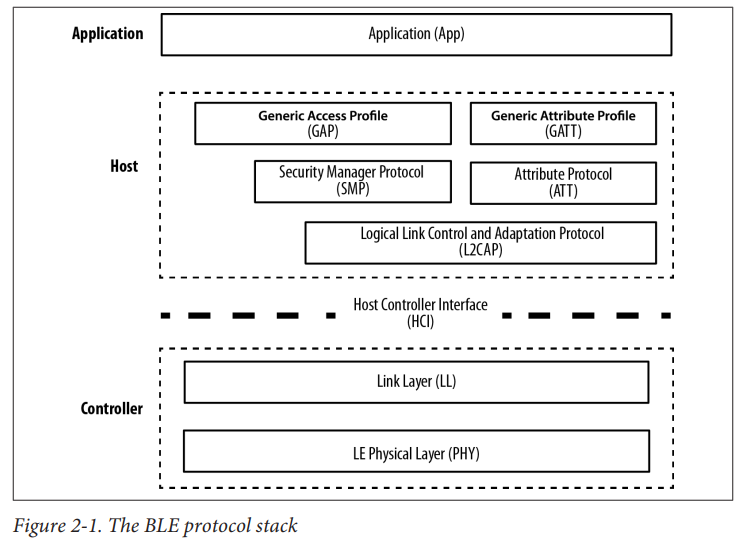 Application
Application (App)
Generic Access Profile
(GAP)
Generic Attribute Profile
(GATT)
Host
Security Manager Protocol
(SMP)
Attribute Protocol
(ATT)
Logical Link Control and Adaptation Protocol
(L2CAP)
Host Controller Interface
(HCI)
Link Layer (LL)
Controller
LE Physical Layer (PHY)
Figure 2-1. The BLE protocol stack